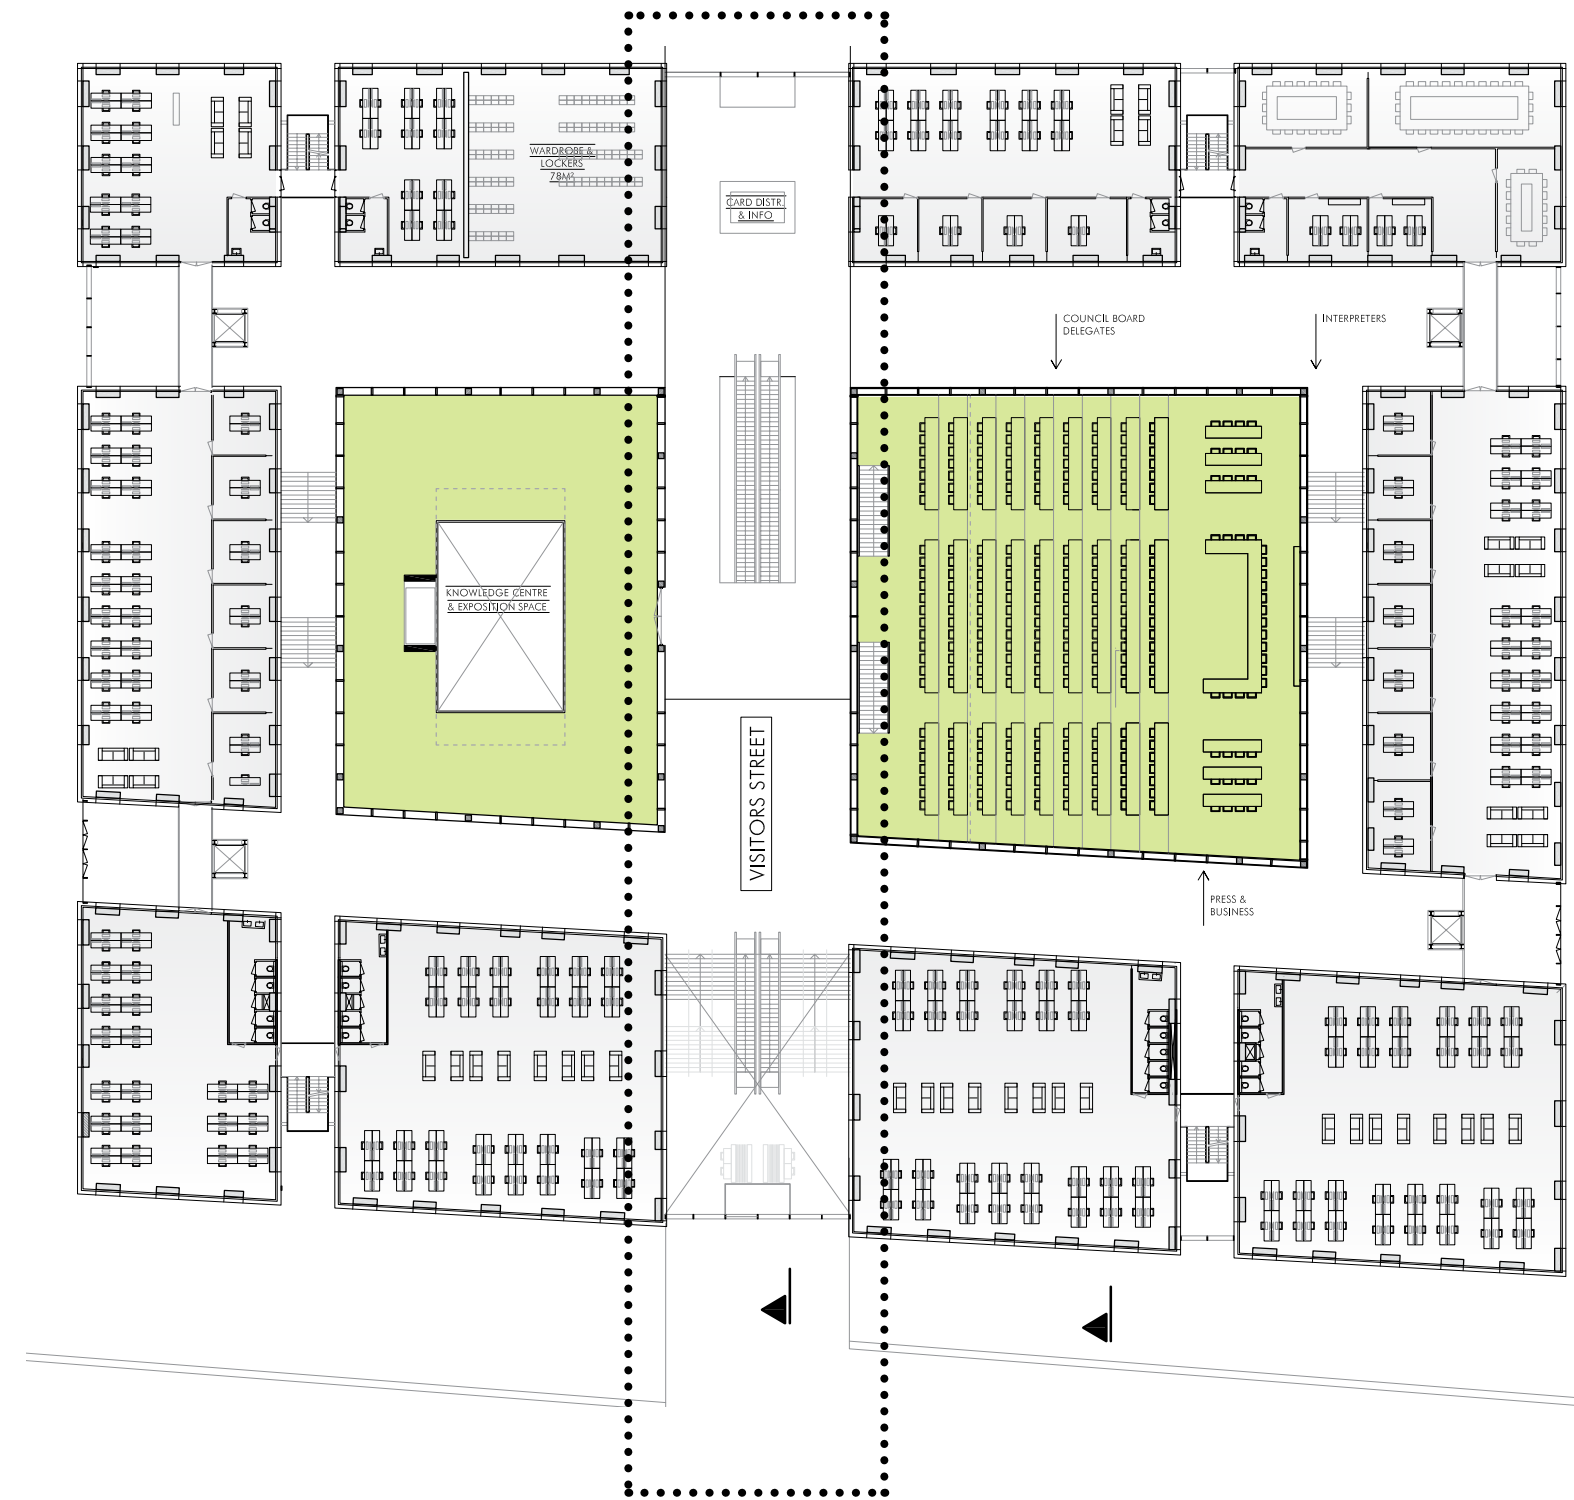 WARDROBE &
LOCKERS
78M²
CARD DISTR.
& INFO
COUNCIL BOARD
DELEGATES
INTERPRETERS
KNOWLEDGE CENTRE
& EXPOSITION SPACE
VISITORS STREET
PRESS &
BUSINESS